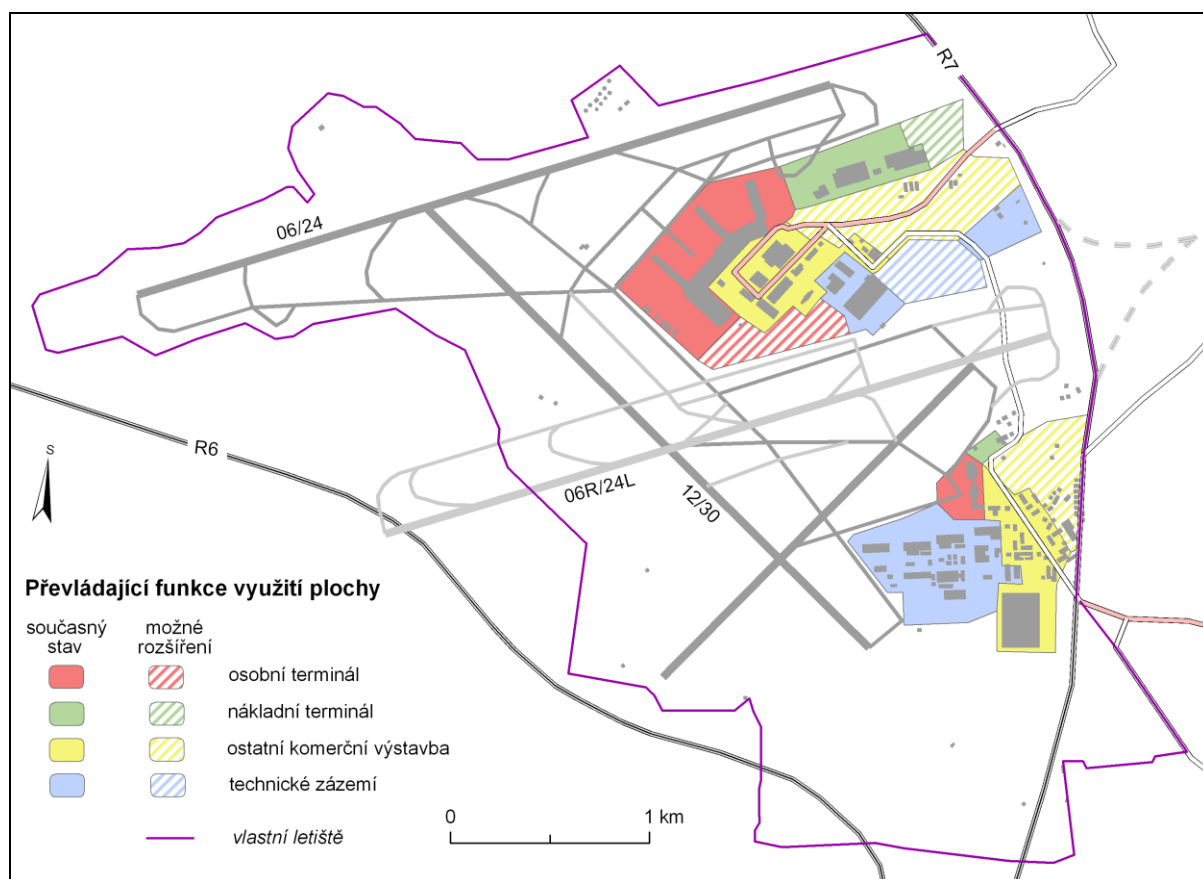 R7
06/24
R6
S
06R/24L
12/30
Převládající funkce využití plochy
současný
stav
možné
rozšíření
osobní terminál
nákladní terminál
ostatní komerční výstavba
technické zázemí
vlastní letiště
0
1 km